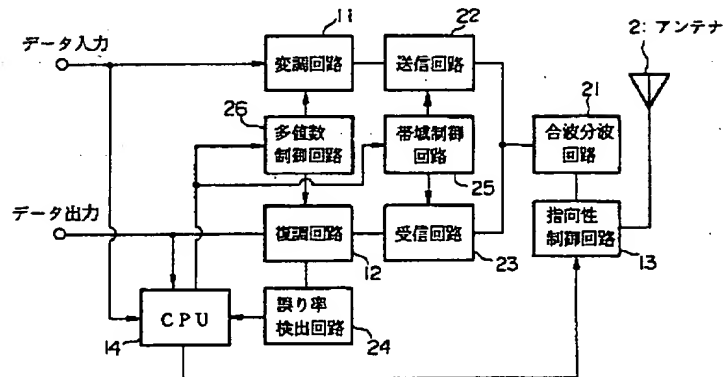 11
22
2: アンテナ
データ入力
変調回路
送信回路
21
26
多値数
制御回路
帯域制御
回路
合波分波
回路
25
データ出力
指向性
制御回路
復調回路
受信回路
13
12
23
CPU
誤り率
検出回路
14
24